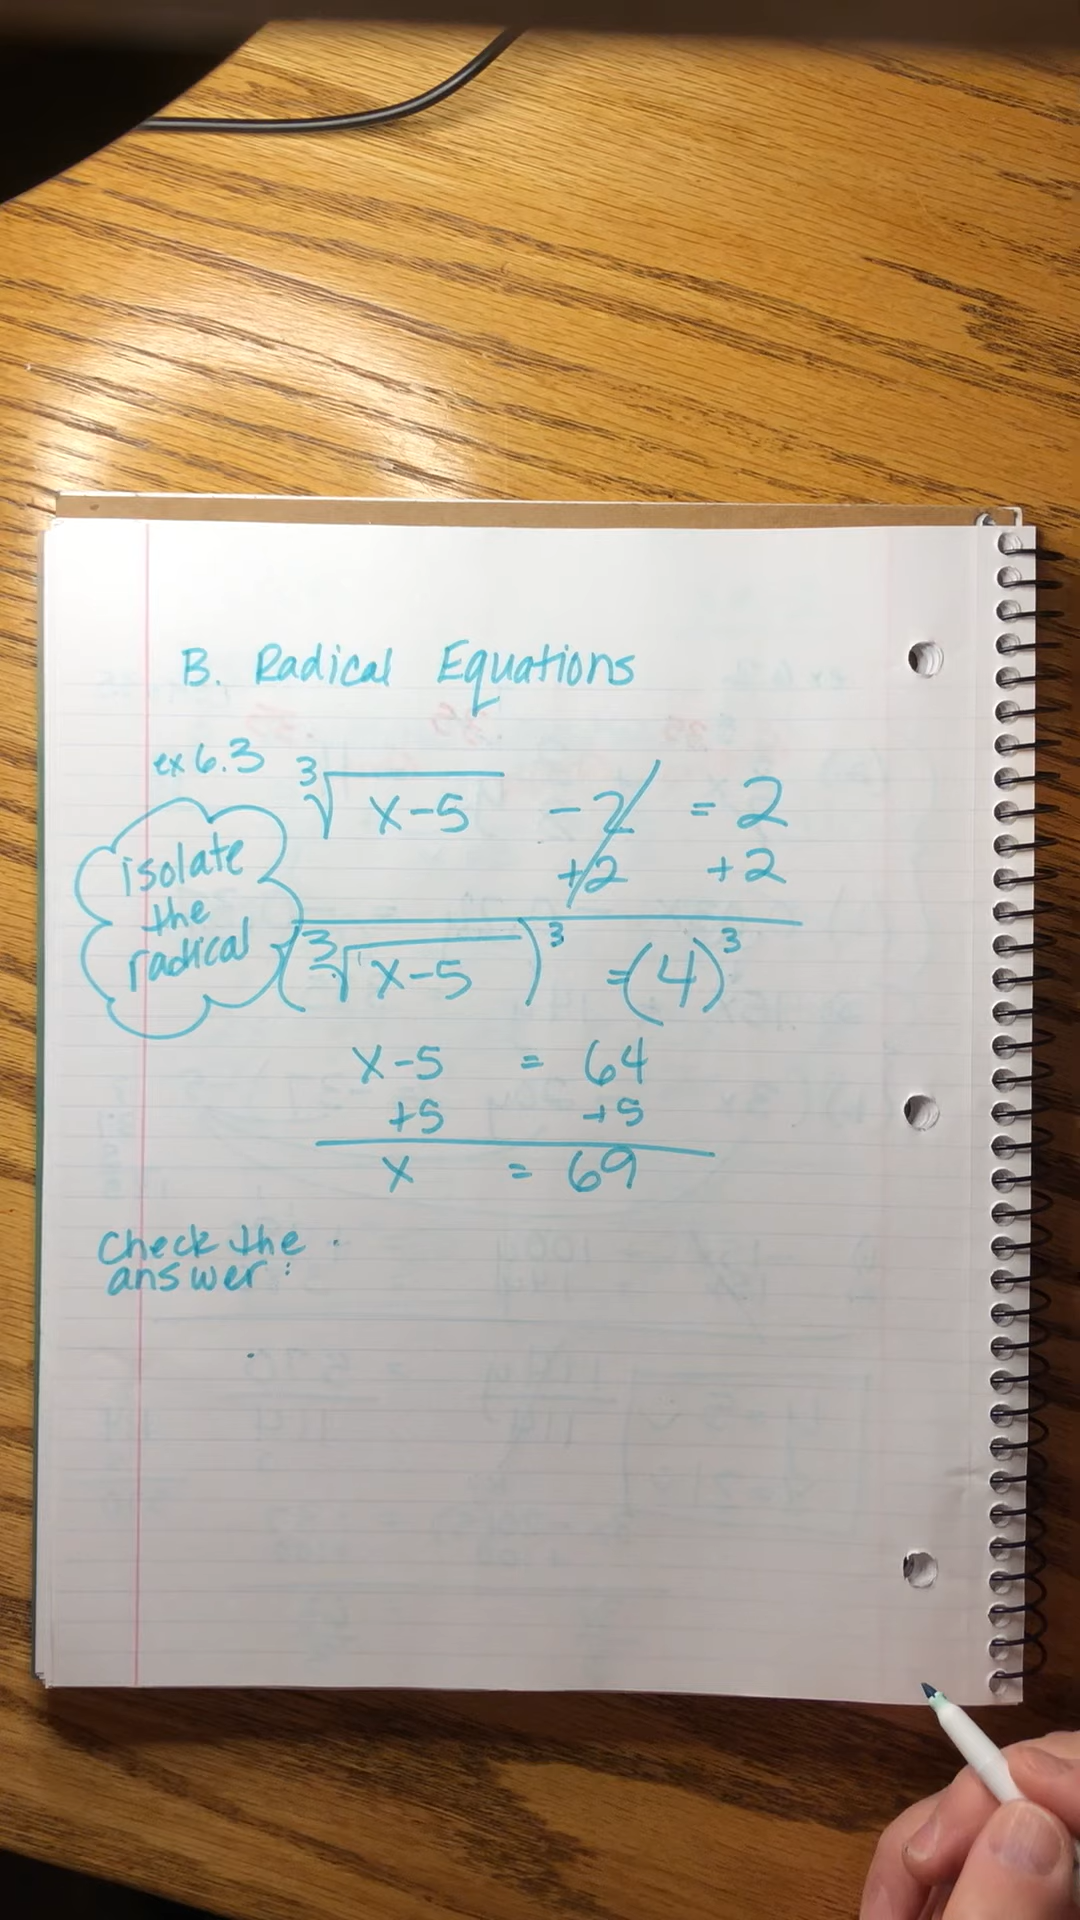 B. Radical Equations
ex 6.3
∛(x-5) -2 = 2
+2 +2
isolate
the
radical
(∛(x-5))³ = (4)³
x-5 = 64
+5 +5
x = 69
Check the
answer: